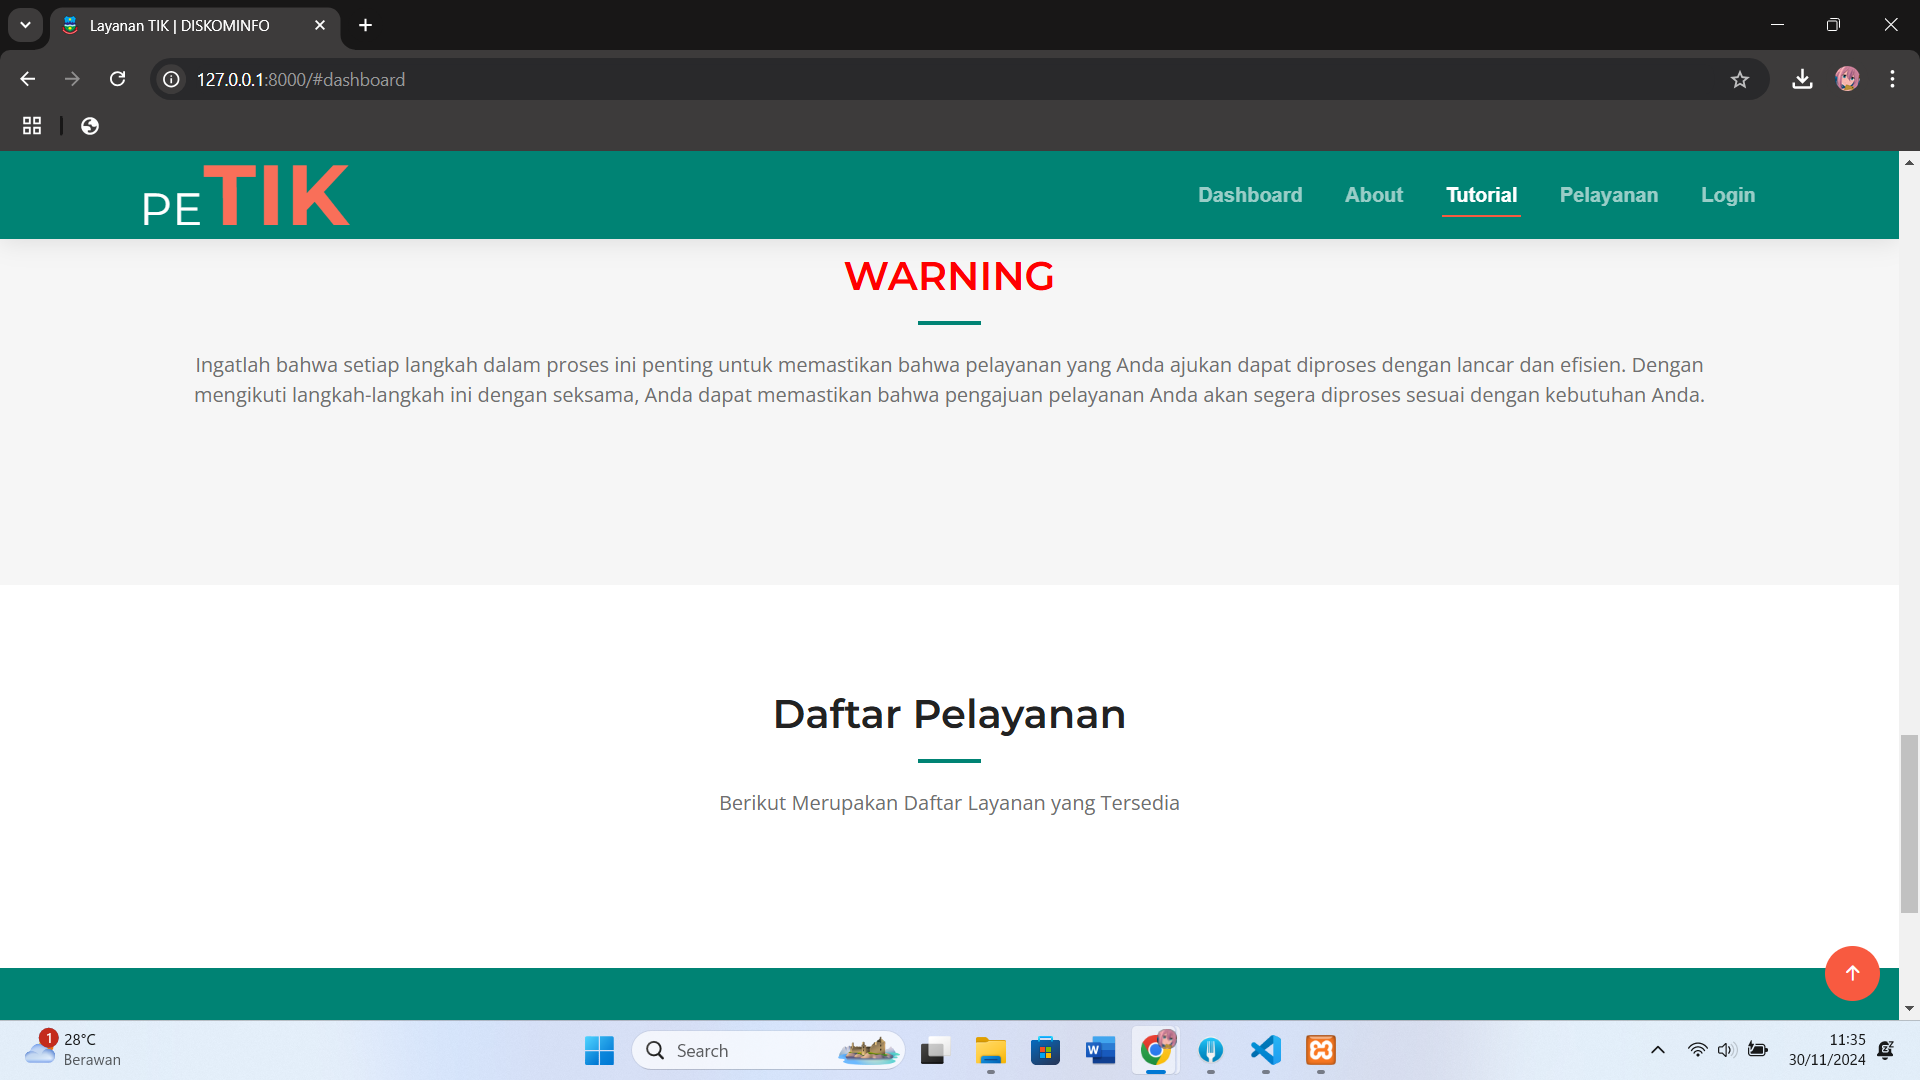 Layanan TIK | DISKOMINFO
127.0.0.1:8000/#dashboard
PETIK
Dashboard About Tutorial Pelayanan Login
WARNING
Ingatlah bahwa setiap langkah dalam proses ini penting untuk memastikan bahwa pelayanan yang Anda ajukan dapat diproses dengan lancar dan efisien. Dengan
mengikuti langkah-langkah ini dengan seksama, Anda dapat memastikan bahwa pengajuan pelayanan Anda akan segera diproses sesuai dengan kebutuhan Anda.
Daftar Pelayanan
Berikut Merupakan Daftar Layanan yang Tersedia
1
28°C
Berawan
Search
W
11:35
30/11/2024